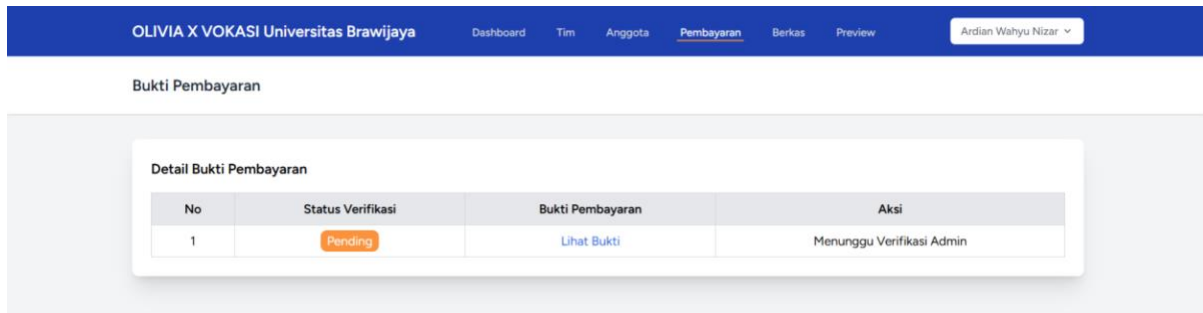 OLIVIA X VOKASI Universitas Brawijaya Dashboard Tim Anggota Pembayaran Berkas Preview Ardian Wahyu Nizar
Bukti Pembayaran
Detail Bukti Pembayaran
No Status Verifikasi Bukti Pembayaran Aksi
1 Pending Lihat Bukti Menunggu Verifikasi Admin